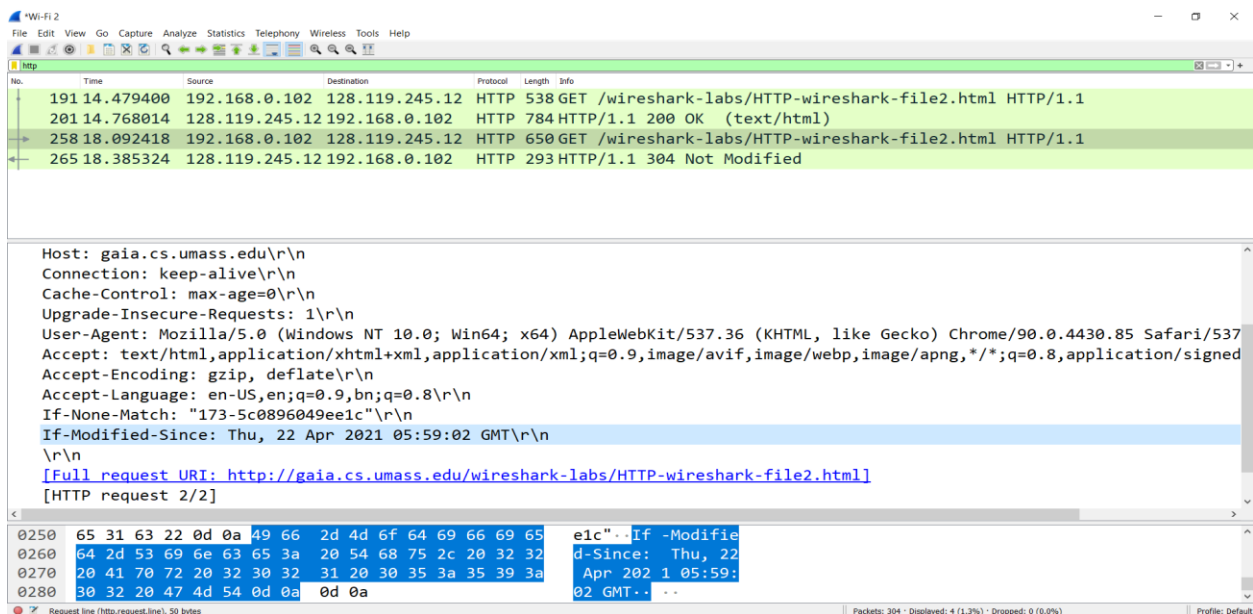 *Wi-Fi 2
File Edit View Go Capture Analyze Statistics Telephony Wireless Tools Help
http
No. Time Source Destination Protocol Length Info
191 14.479400 192.168.0.102 128.119.245.12 HTTP 538 GET /wireshark-labs/HTTP-wireshark-file2.html HTTP/1.1
201 14.768014 128.119.245.12 192.168.0.102 HTTP 784 HTTP/1.1 200 OK (text/html)
258 18.092418 192.168.0.102 128.119.245.12 HTTP 650 GET /wireshark-labs/HTTP-wireshark-file2.html HTTP/1.1
265 18.385324 128.119.245.12 192.168.0.102 HTTP 293 HTTP/1.1 304 Not Modified
Host: gaia.cs.umass.edu\r\n
Connection: keep-alive\r\n
Cache-Control: max-age=0\r\n
Upgrade-Insecure-Requests: 1\r\n
User-Agent: Mozilla/5.0 (Windows NT 10.0; Win64; x64) AppleWebKit/537.36 (KHTML, like Gecko) Chrome/90.0.4430.85 Safari/537
Accept: text/html,application/xhtml+xml,application/xml;q=0.9,image/avif,image/webp,image/apng,*/*;q=0.8,application/signed
Accept-Encoding: gzip, deflate\r\n
Accept-Language: en-US,en;q=0.9,bn;q=0.8\r\n
If-None-Match: "173-5c0896049ee1c"\r\n
If-Modified-Since: Thu, 22 Apr 2021 05:59:02 GMT\r\n
\r\n
[Full request URI: http://gaia.cs.umass.edu/wireshark-labs/HTTP-wireshark-file2.html]
[HTTP request 2/2]
0250 65 31 63 22 0d 0a 49 66 2d 4d 6f 64 69 66 69 65 e1c"··If -Modifie
0260 64 2d 53 69 6e 63 65 3a 20 54 68 75 2c 20 32 32 d-Since: Thu, 22
0270 20 41 70 72 20 32 30 32 31 20 30 35 3a 35 39 3a Apr 202 1 05:59:
0280 30 32 20 47 4d 54 0d 0a 0d 0a 02 GMT·· ··
Request line (http.request.line), 50 bytes Packets: 304 · Displayed: 4 (1.3%) · Dropped: 0 (0.0%) Profile: Default